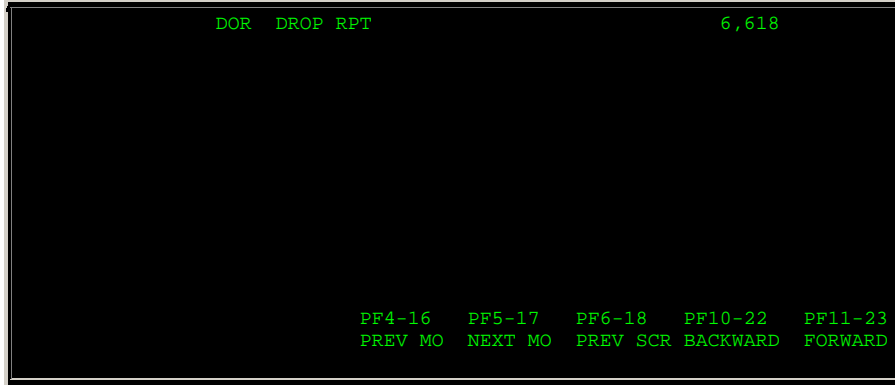 DOR DROP RPT 6,618
PF4-16 PF5-17 PF6-18 PF10-22 PF11-23
PREV MO NEXT MO PREV SCR BACKWARD FORWARD